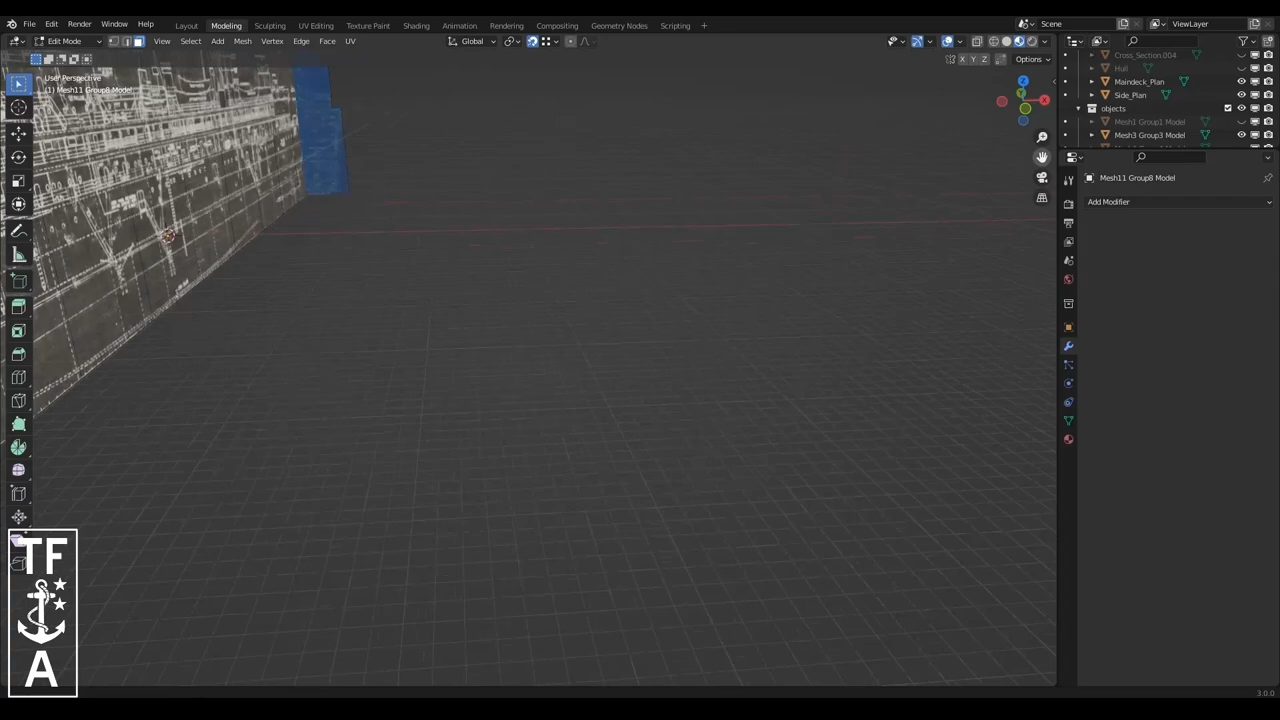 File Edit Render Window Help Layout Modeling Sculpting UV Editing Texture Paint Shading Animation Rendering Compositing Geometry Nodes Scripting + Scene ViewLayer
Edit Mode View Select Add Mesh Vertex Edge Face UV Global
X Y Z Options
User Perspective
(1) Mesh11 Group8 Model
Z
Y
X
Cross_Section.004
Hull
Maindeck_Plan
Side_Plan
objects
Mesh1 Group1 Model
Mesh3 Group3 Model
Mesh11 Group8 Model
Add Modifier
TF
A
3.0.0